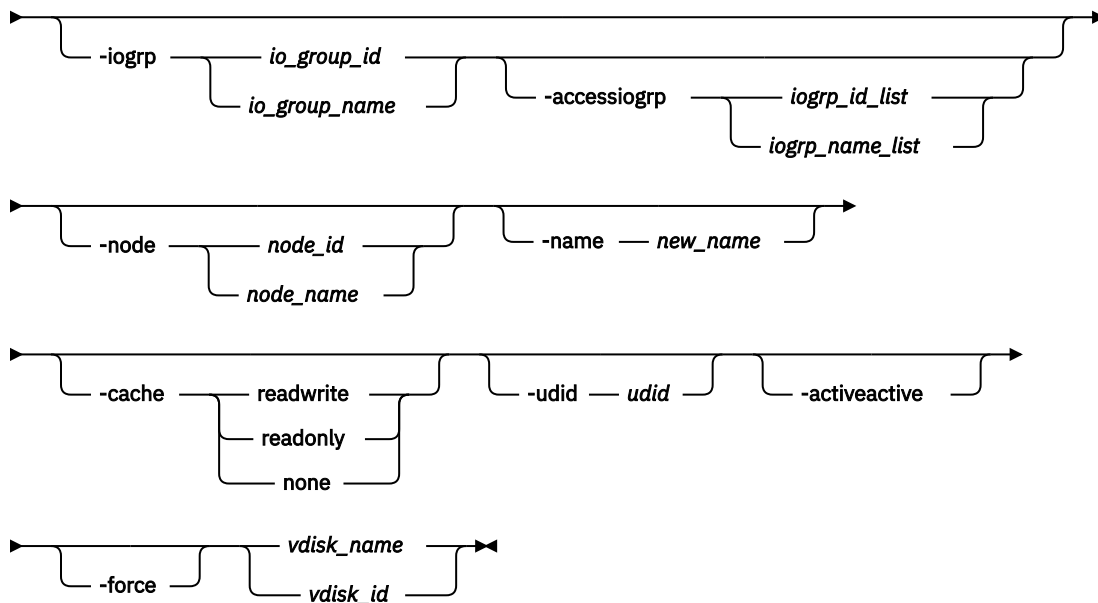 -iogrp io_group_id
io_group_name
-accessiogrp iogrp_id_list
iogrp_name_list
-node node_id
node_name
-name new_name
-cache readwrite
readonly
none
-udid udid
-activeactive
-force vdisk_name
vdisk_id